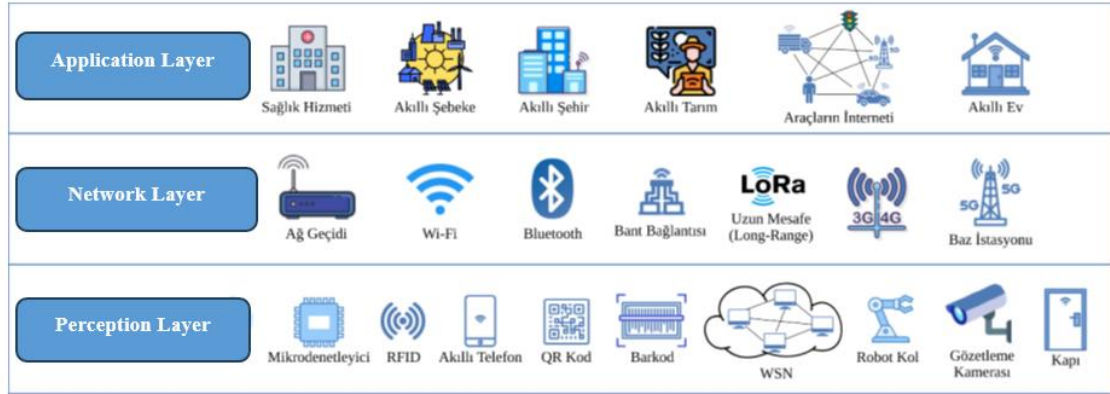 Application Layer
Sağlık Hizmeti
Akıllı Şebeke
Akıllı Şehir
Akıllı Tarım
5G
5G
Araçların İnterneti
Akıllı Ev
Network Layer
Ağ Geçidi
Wi-Fi
Bluetooth
Bant Bağlantısı
LoRa
Uzun Mesafe
(Long-Range)
3G 4G
5G
5G
Baz İstasyonu
Perception Layer
Mikrodenetleyici
RFID
Akıllı Telefon
QR Kod
Barkod
WSN
Robot Kol
Gözetleme
Kamerası
Kapı